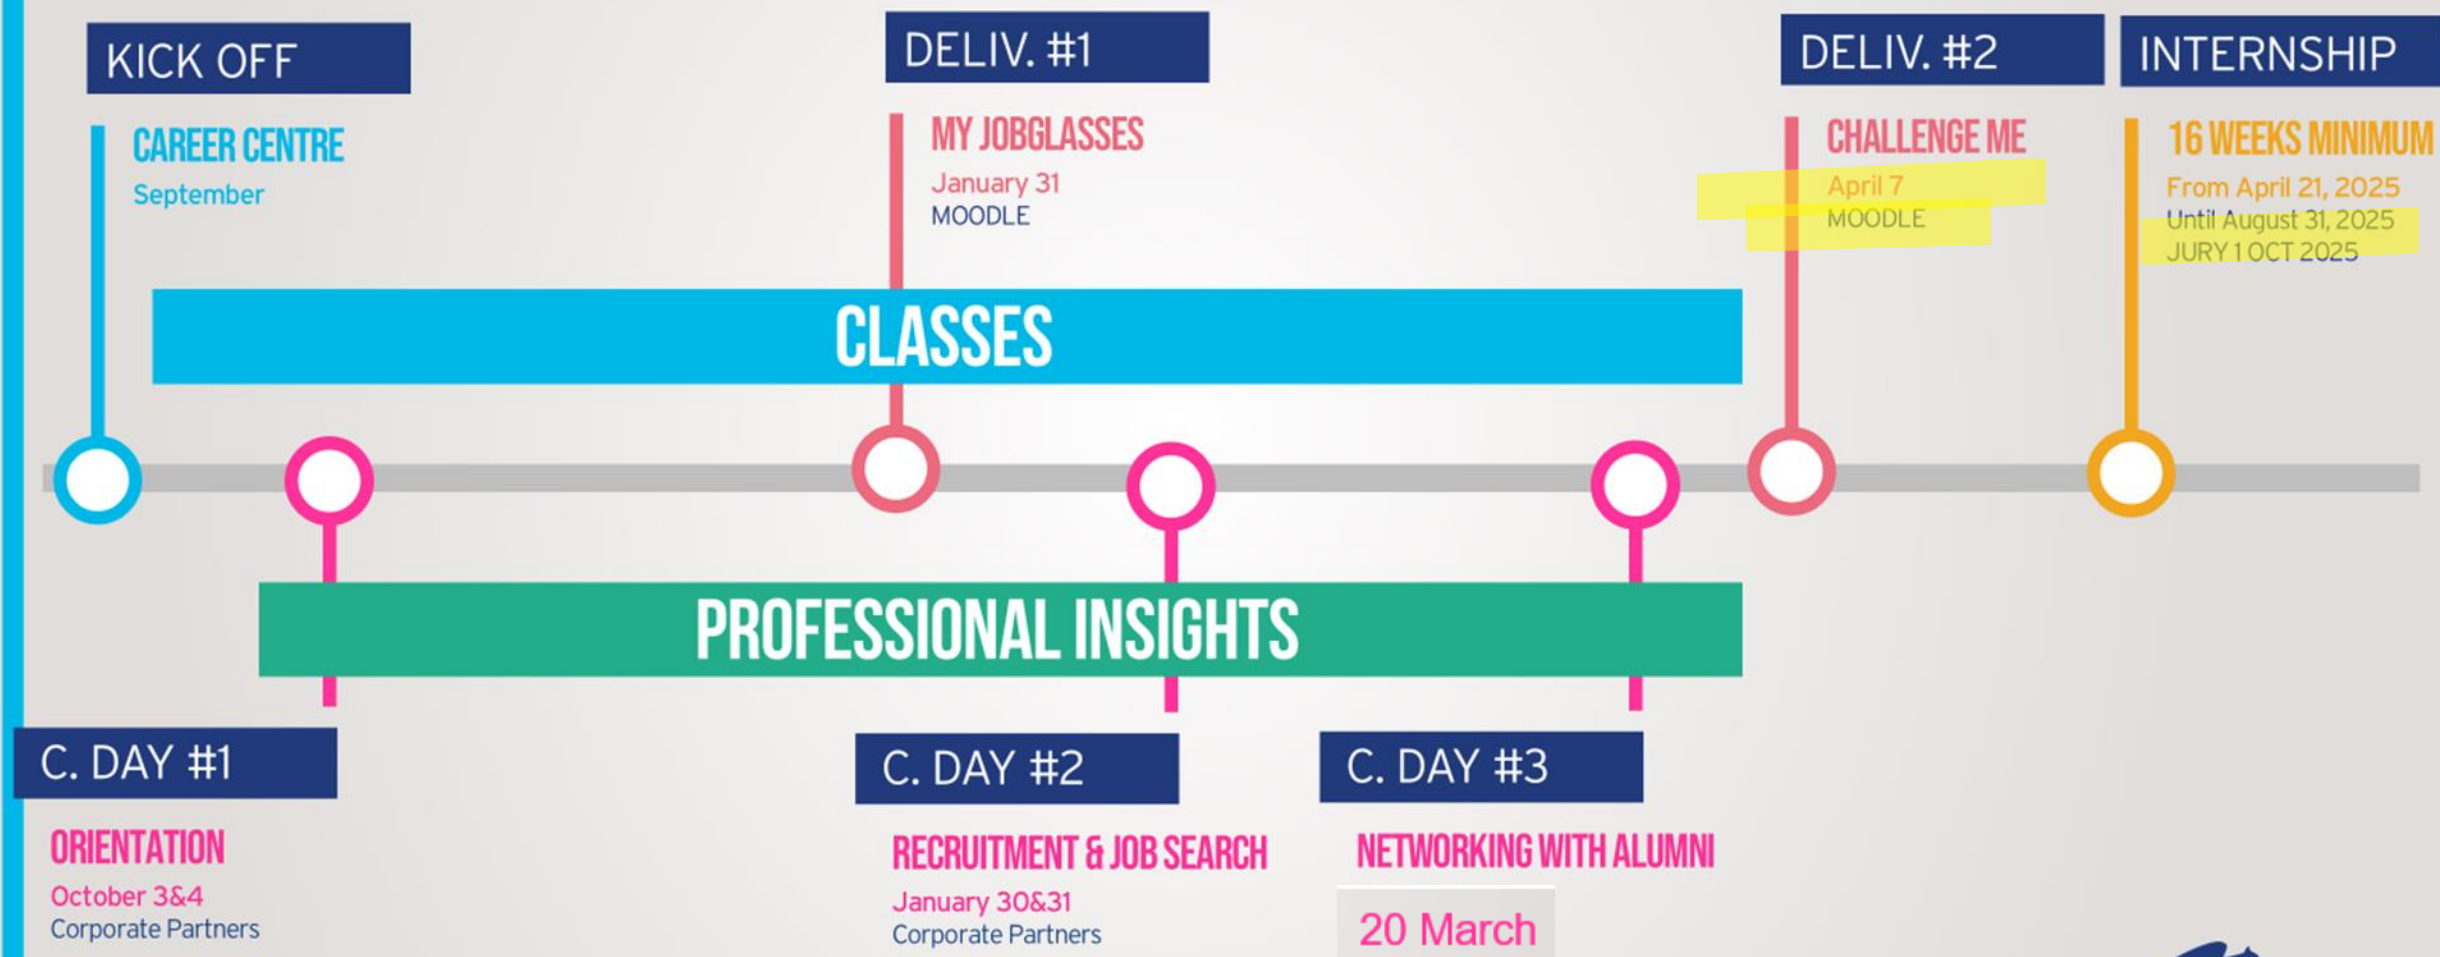 KICK OFF
CAREER CENTRE
September
DELIV. #1
MY JOBGLASSES
January 31
MOODLE
DELIV. #2
CHALLENGE ME
April 7
MOODLE
INTERNSHIP
16 WEEKS MINIMUM
From April 21, 2025
Until August 31, 2025
JURY 1 OCT 2025
CLASSES
PROFESSIONAL INSIGHTS
C. DAY #1
ORIENTATION
October 3&4
Corporate Partners
C. DAY #2
RECRUITMENT & JOB SEARCH
January 30&31
Corporate Partners
C. DAY #3
NETWORKING WITH ALUMNI
20 March